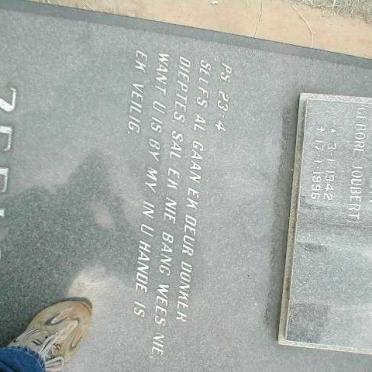 JOUBERT
* 3.1.1942
+ 17.1.1996
PS 23:4
SELFS AL GAAN EK DEUR DONKER
DIEPTES SAL EK NIE BANG WEES NIE,
WANT U IS BY MY. IN U HANDE IS
EK VEILIG.